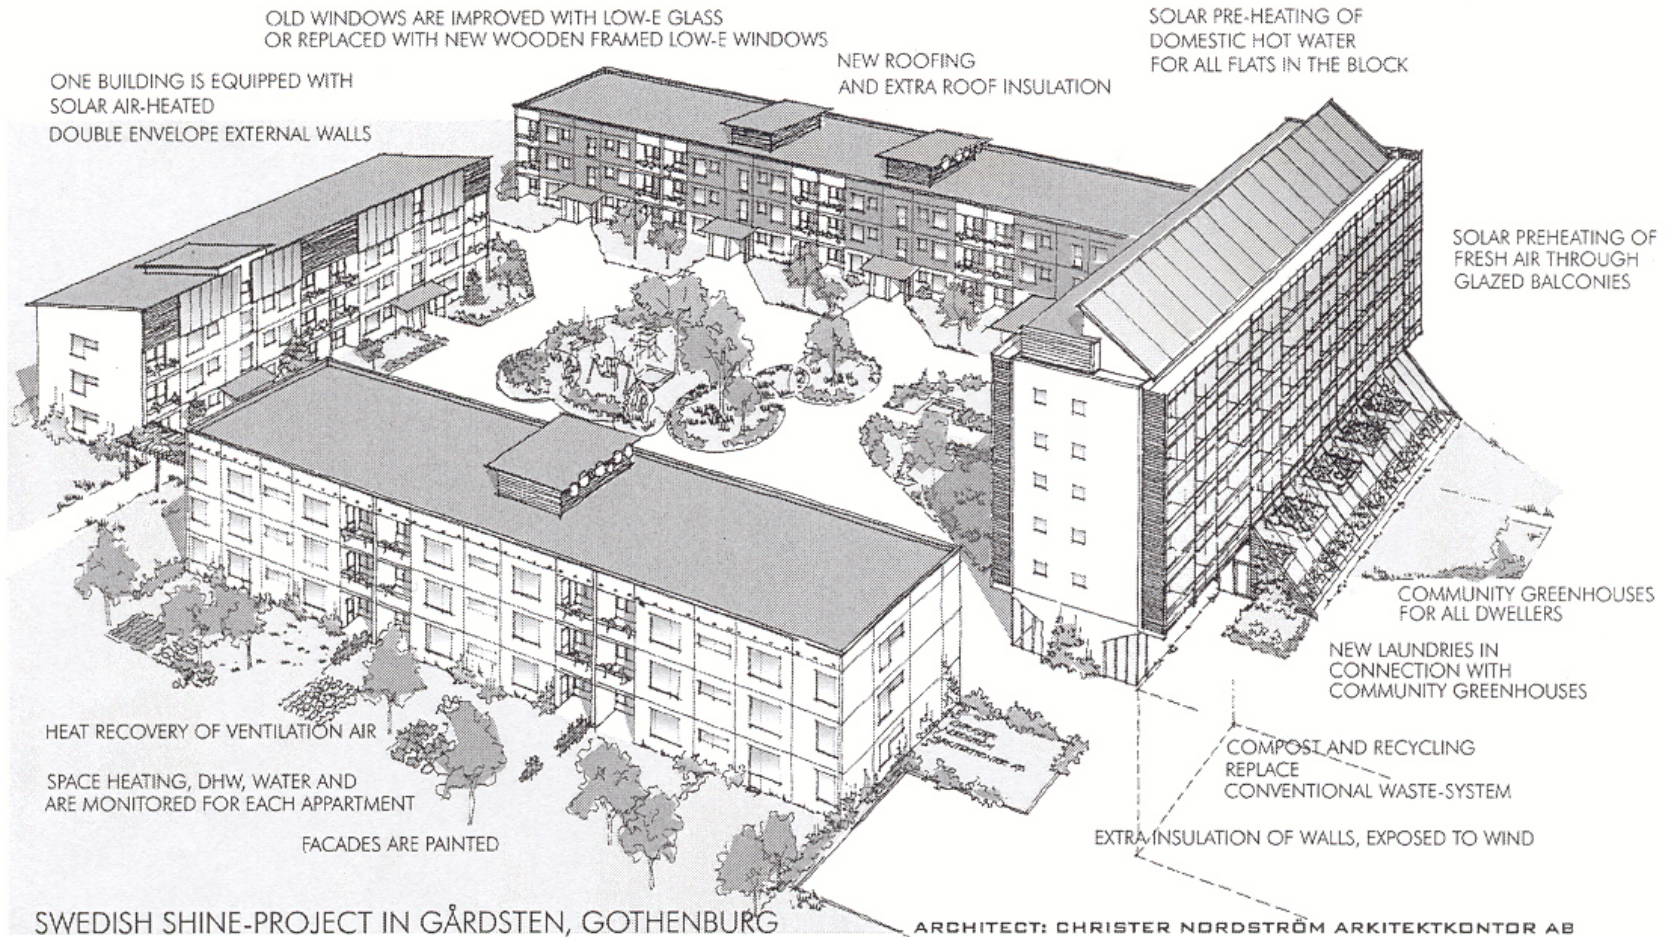 OLD WINDOWS ARE IMPROVED WITH LOW-E GLASS
OR REPLACED WITH NEW WOODEN FRAMED LOW-E WINDOWS
SOLAR PRE-HEATING OF
DOMESTIC HOT WATER
FOR ALL FLATS IN THE BLOCK
NEW ROOFING
AND EXTRA ROOF INSULATION
ONE BUILDING IS EQUIPPED WITH
SOLAR AIR-HEATED
DOUBLE ENVELOPE EXTERNAL WALLS
SOLAR PREHEATING OF
FRESH AIR THROUGH
GLAZED BALCONIES
COMMUNITY GREENHOUSES
FOR ALL DWELLERS
NEW LAUNDRIES IN
CONNECTION WITH
COMMUNITY GREENHOUSES
HEAT RECOVERY OF VENTILATION AIR
SPACE HEATING, DHW, WATER AND
ARE MONITORED FOR EACH APPARTMENT
FACADES ARE PAINTED
COMPOST AND RECYCLING
REPLACE
CONVENTIONAL WASTE-SYSTEM
EXTRA INSULATION OF WALLS, EXPOSED TO WIND
SWEDISH SHINE-PROJECT IN GÅRDSTEN, GOTHENBURG
ARCHITECT: CHRISTER NORDSTRÖM ARKITEKTKONTOR AB